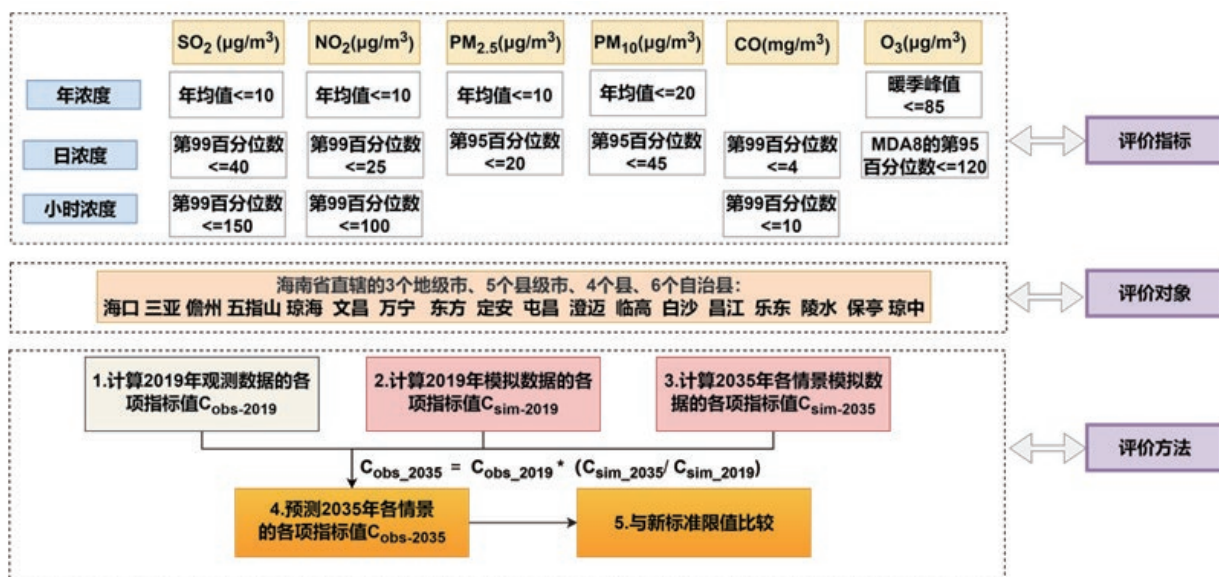 SO₂ (μg/m³) NO₂(μg/m³) PM₂.₅(μg/m³) PM₁₀(μg/m³) CO(mg/m³) O₃(μg/m³)
年浓度
年均值<=10
年均值<=10
年均值<=10
年均值<=20
暖季峰值
<=85
日浓度
第99百分位数
<=40
第99百分位数
<=25
第95百分位数
<=20
第95百分位数
<=45
第99百分位数
<=4
MDA8的第95
百分位数<=120
小时浓度
第99百分位数
<=150
第99百分位数
<=100
第99百分位数
<=10
评价指标
海南省直辖的3个地级市、5个县级市、4个县、6个自治县:
海口 三亚 儋州 五指山 琼海 文昌 万宁 东方 定安 屯昌 澄迈 临高 白沙 昌江 乐东 陵水 保亭 琼中
评价对象
1.计算2019年观测数据的各
项指标值C_obs-2019
2.计算2019年模拟数据的各
项指标值C_sim-2019
3.计算2035年各情景模拟数
据的各项指标值C_sim-2035
C_obs_2035 = C_obs_2019 * (C_sim_2035/ C_sim_2019)
4.预测2035年各情景
的各项指标值C_obs-2035
5.与新标准限值比较
评价方法